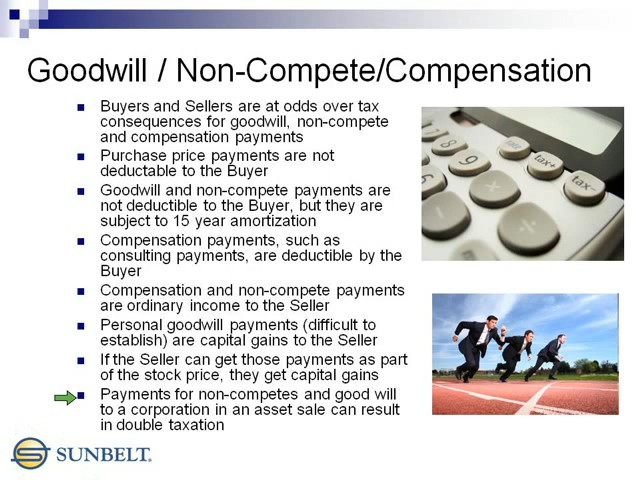 Goodwill / Non-Compete/Compensation
Buyers and Sellers are at odds over tax
consequences for goodwill, non-compete
and compensation payments
Purchase price payments are not
deductable to the Buyer
Goodwill and non-compete payments are
not deductible to the Buyer, but they are
subject to 15 year amortization
Compensation payments, such as
consulting payments, are deductible by the
Buyer
Compensation and non-compete payments
are ordinary income to the Seller
Personal goodwill payments (difficult to
establish) are capital gains to the Seller
If the Seller can get those payments as part
of the stock price, they get capital gains
Payments for non-competes and good will
to a corporation in an asset sale can result
in double taxation
7
8
9
6
tax+
tax-
SUNBELT.